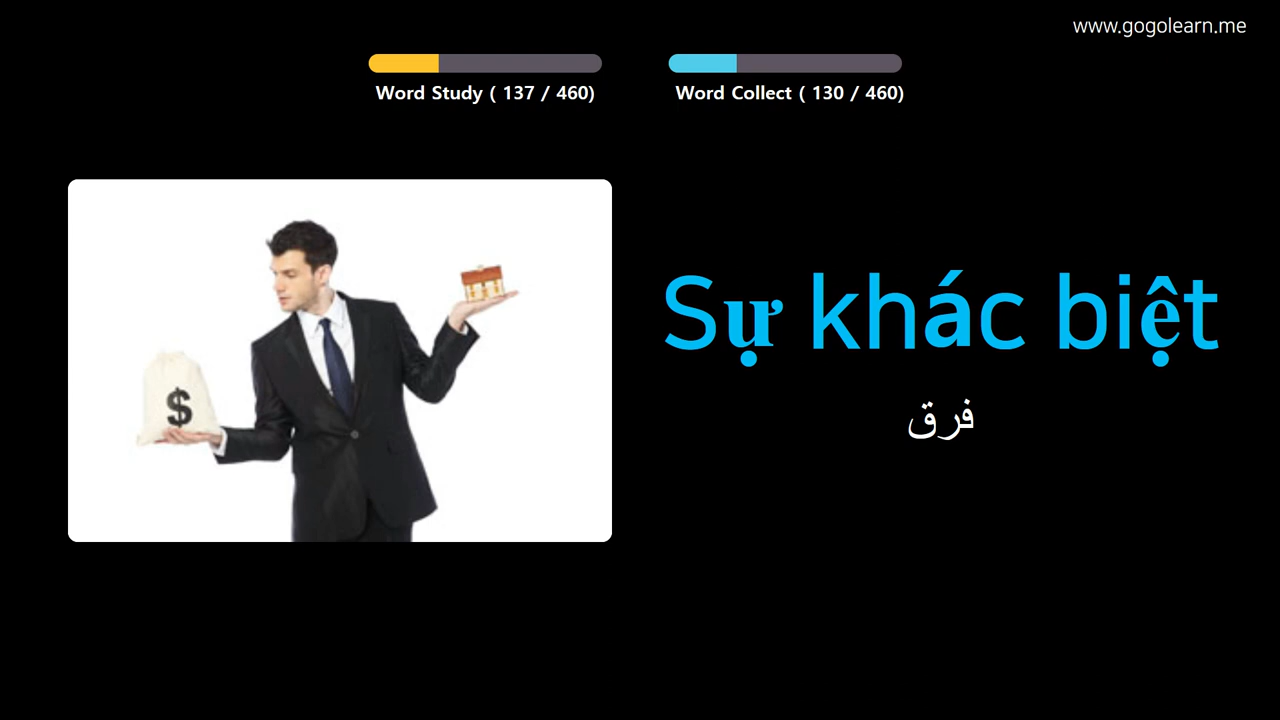 www.gogolearn.me
Word Study ( 137 / 460)
Word Collect ( 130 / 460)
$
Sự khác biệt
فرق